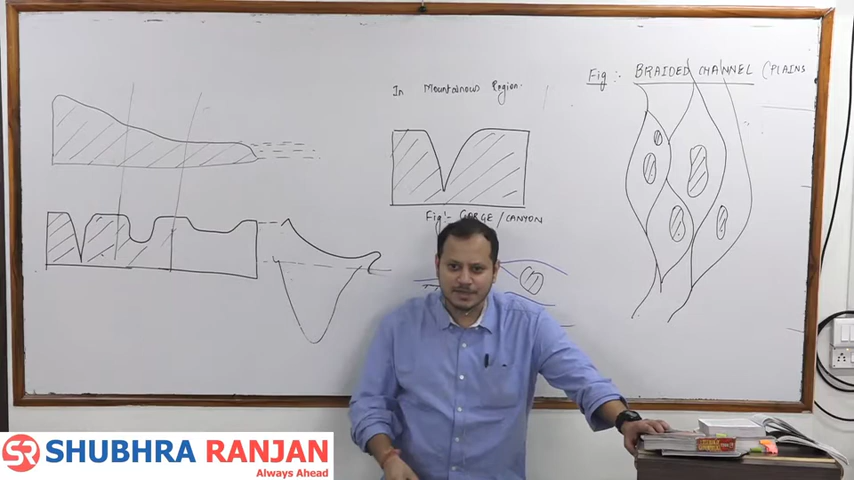 In Mountainous Region.
Fig :- BRAIDED CHANNEL (PLAINS
Fig :- GORGE / CANYON
SR SHUBHRA RANJAN
Always Ahead